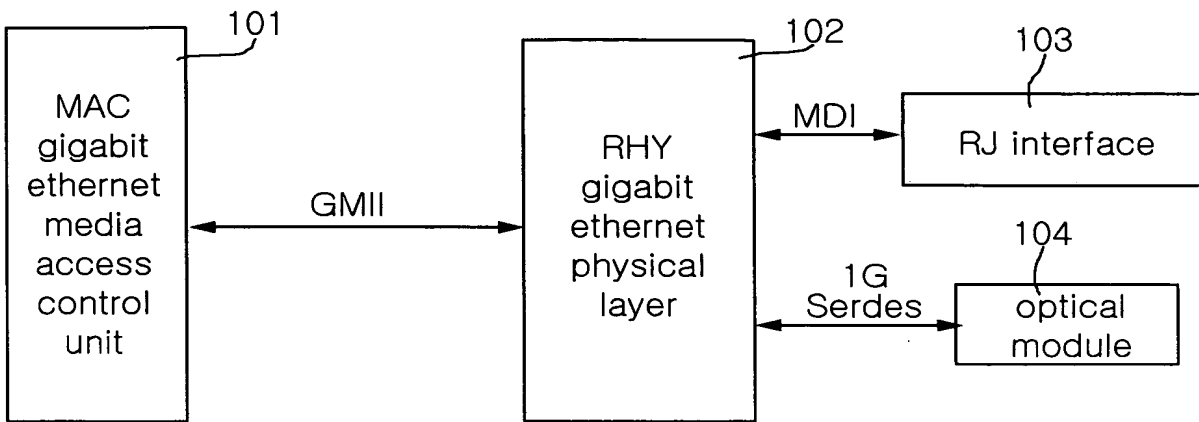 101
MAC
gigabit
ethernet
media
access
control
unit
GMII
102
RHY
gigabit
ethernet
physical
layer
MDI
103
RJ interface
1G
Serdes
104
optical
module